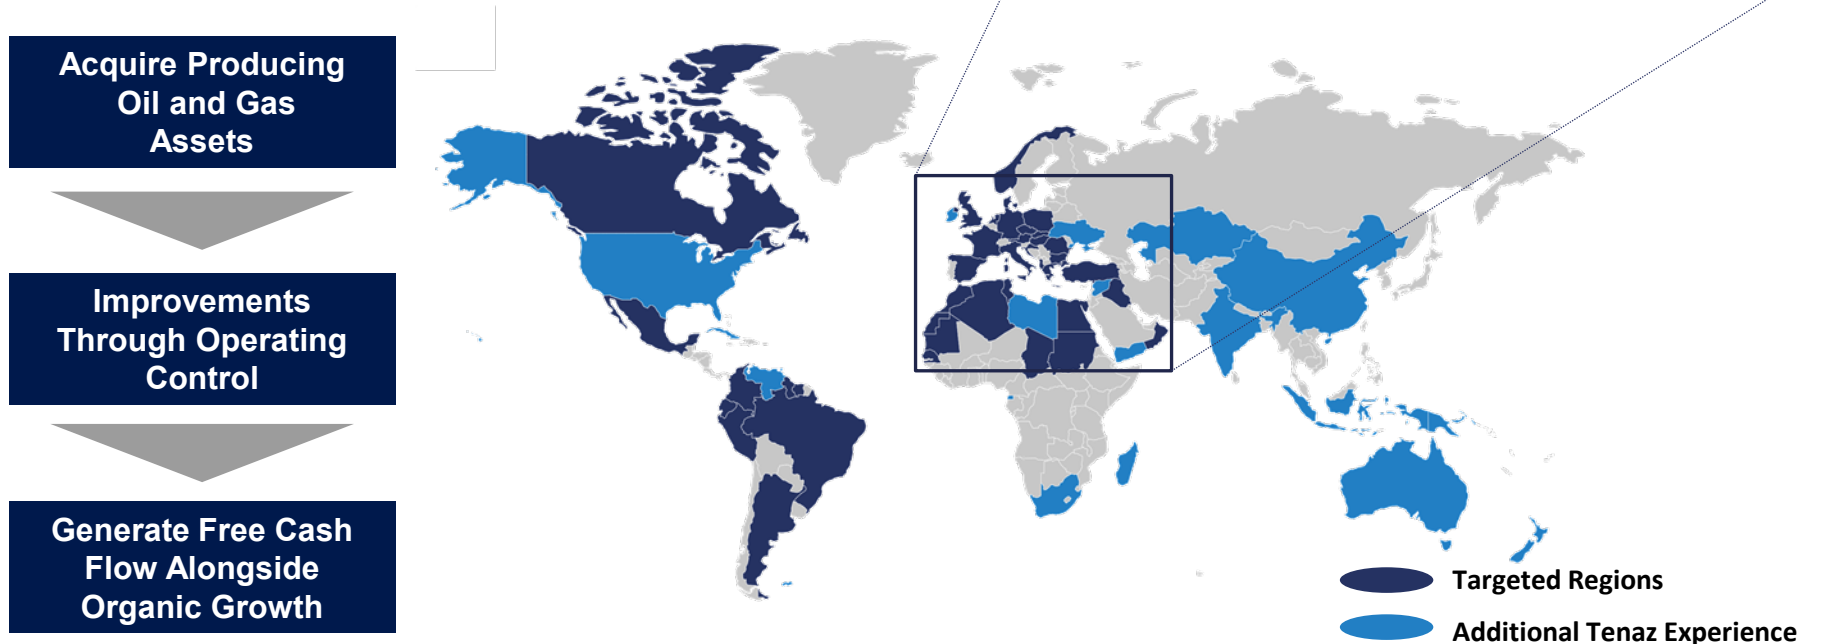 Acquire Producing
Oil and Gas
Assets
Improvements
Through Operating
Control
Generate Free Cash
Flow Alongside
Organic Growth
Targeted Regions
Additional Tenaz Experience